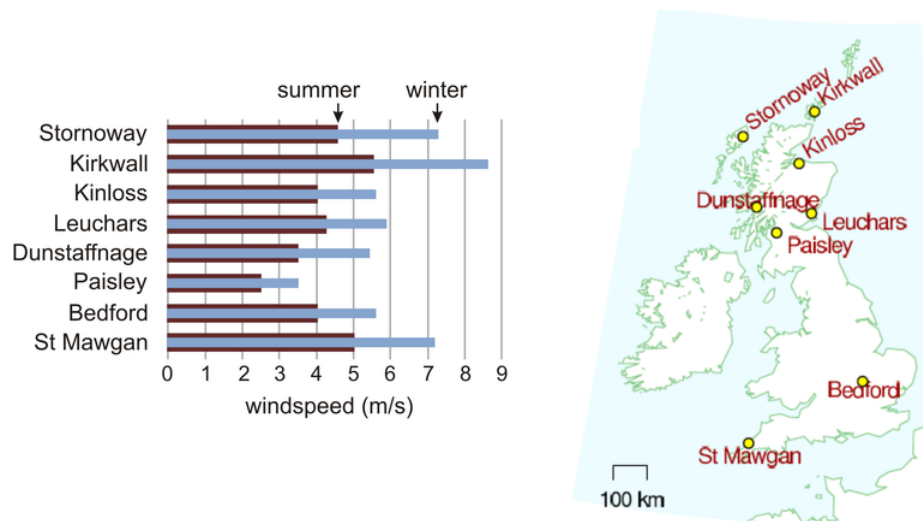 summer winter
Stornoway
Kirkwall
Kinloss
Leuchars
Dunstaffnage
Paisley
Bedford
St Mawgan
0 1 2 3 4 5 6 7 8 9
windspeed (m/s)
Stornoway
Kirkwall
Kinloss
Dunstaffnage
Leuchars
Paisley
Bedford
St Mawgan
100 km